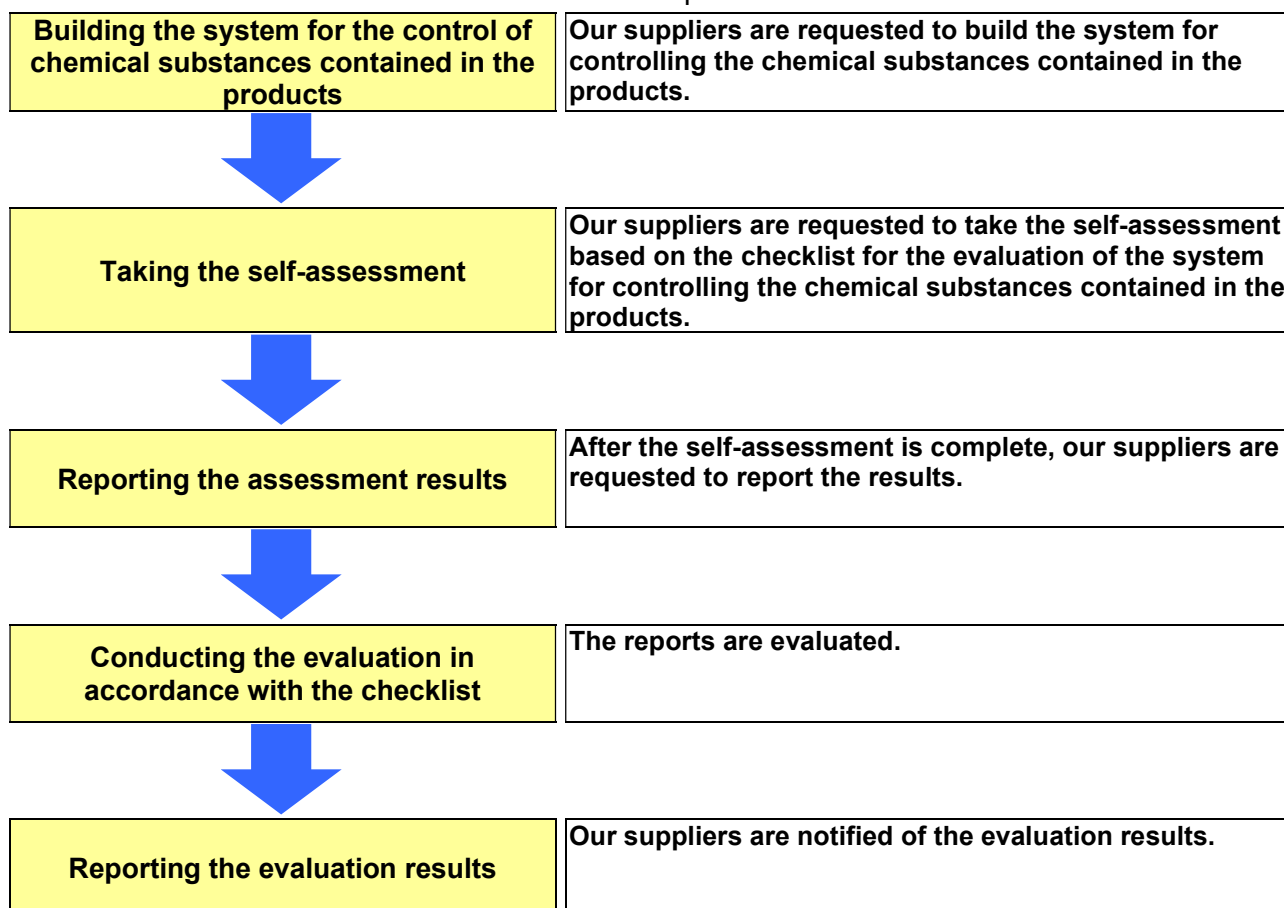 Building the system for the control of
chemical substances contained in the
products
Our suppliers are requested to build the system for
controlling the chemical substances contained in the
products.
Taking the self-assessment
Our suppliers are requested to take the self-assessment
based on the checklist for the evaluation of the system
for controlling the chemical substances contained in the
products.
Reporting the assessment results
After the self-assessment is complete, our suppliers are
requested to report the results.
Conducting the evaluation in
accordance with the checklist
The reports are evaluated.
Reporting the evaluation results
Our suppliers are notified of the evaluation results.